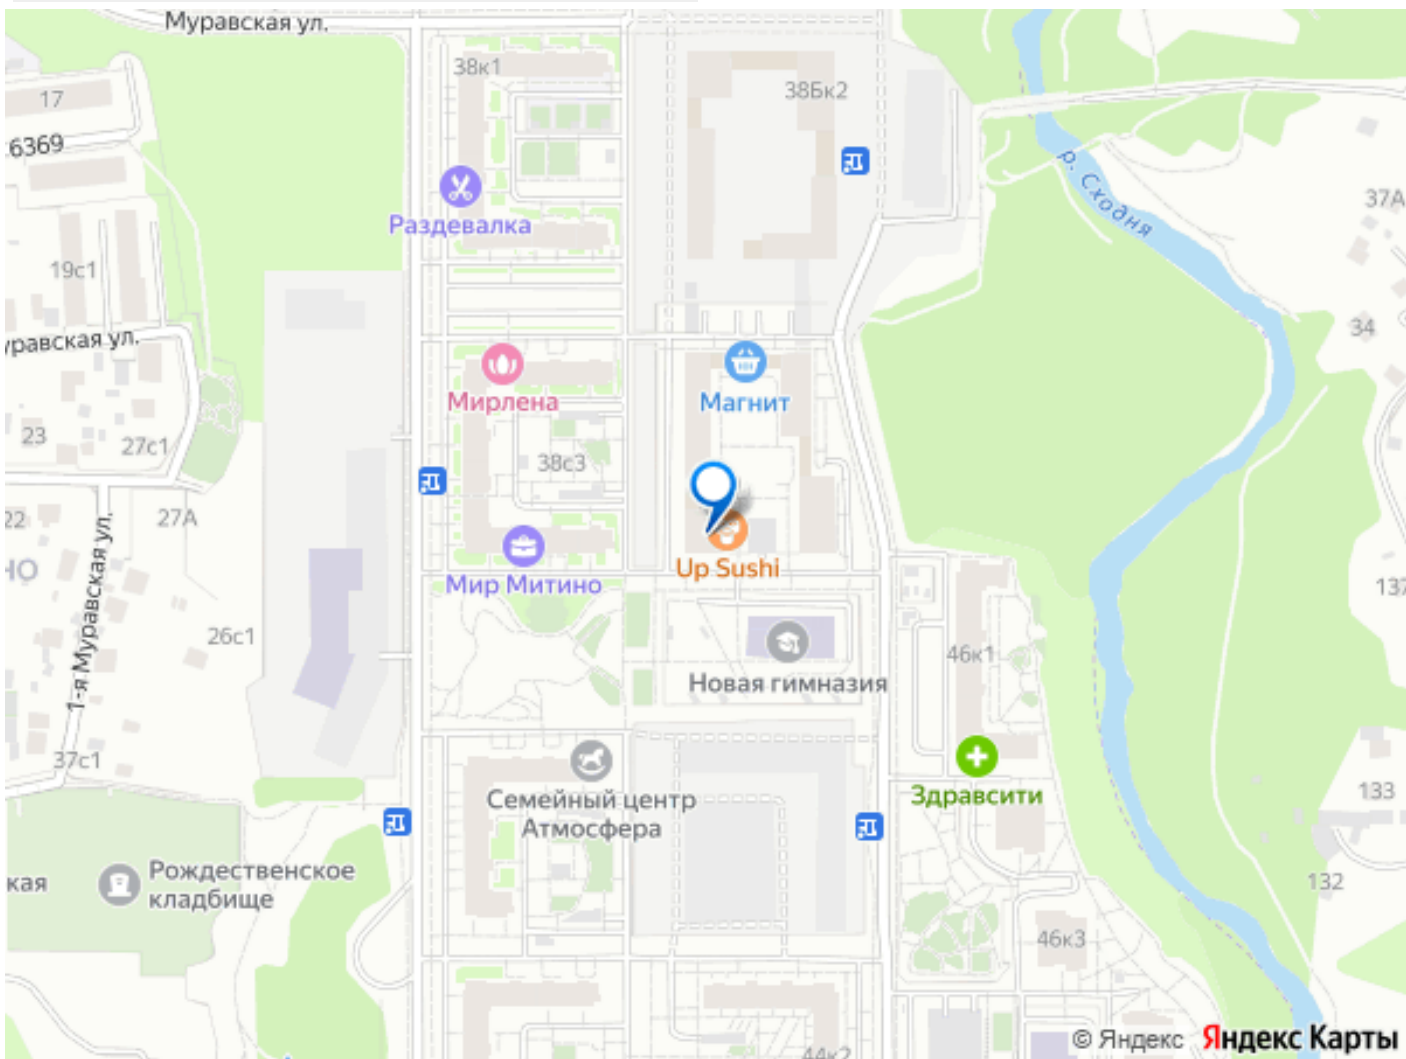 Муравская ул.
38к1
38Бк2
17
6369
р. Сходня
37А
Раздевалка
19с1
34
уравская ул.
Мирлена
Магнит
23
27с1
38с3
22
27А
Up Sushi
НО
Мир Митино
137
1-я Муравская ул.
26с1
46к1
Новая гимназия
37с1
Семейный центр
Атмосфера
Здравсити
133
кая
Рождественское
кладбище
132
46к3
44к2
© Яндекс Яндекс Карты